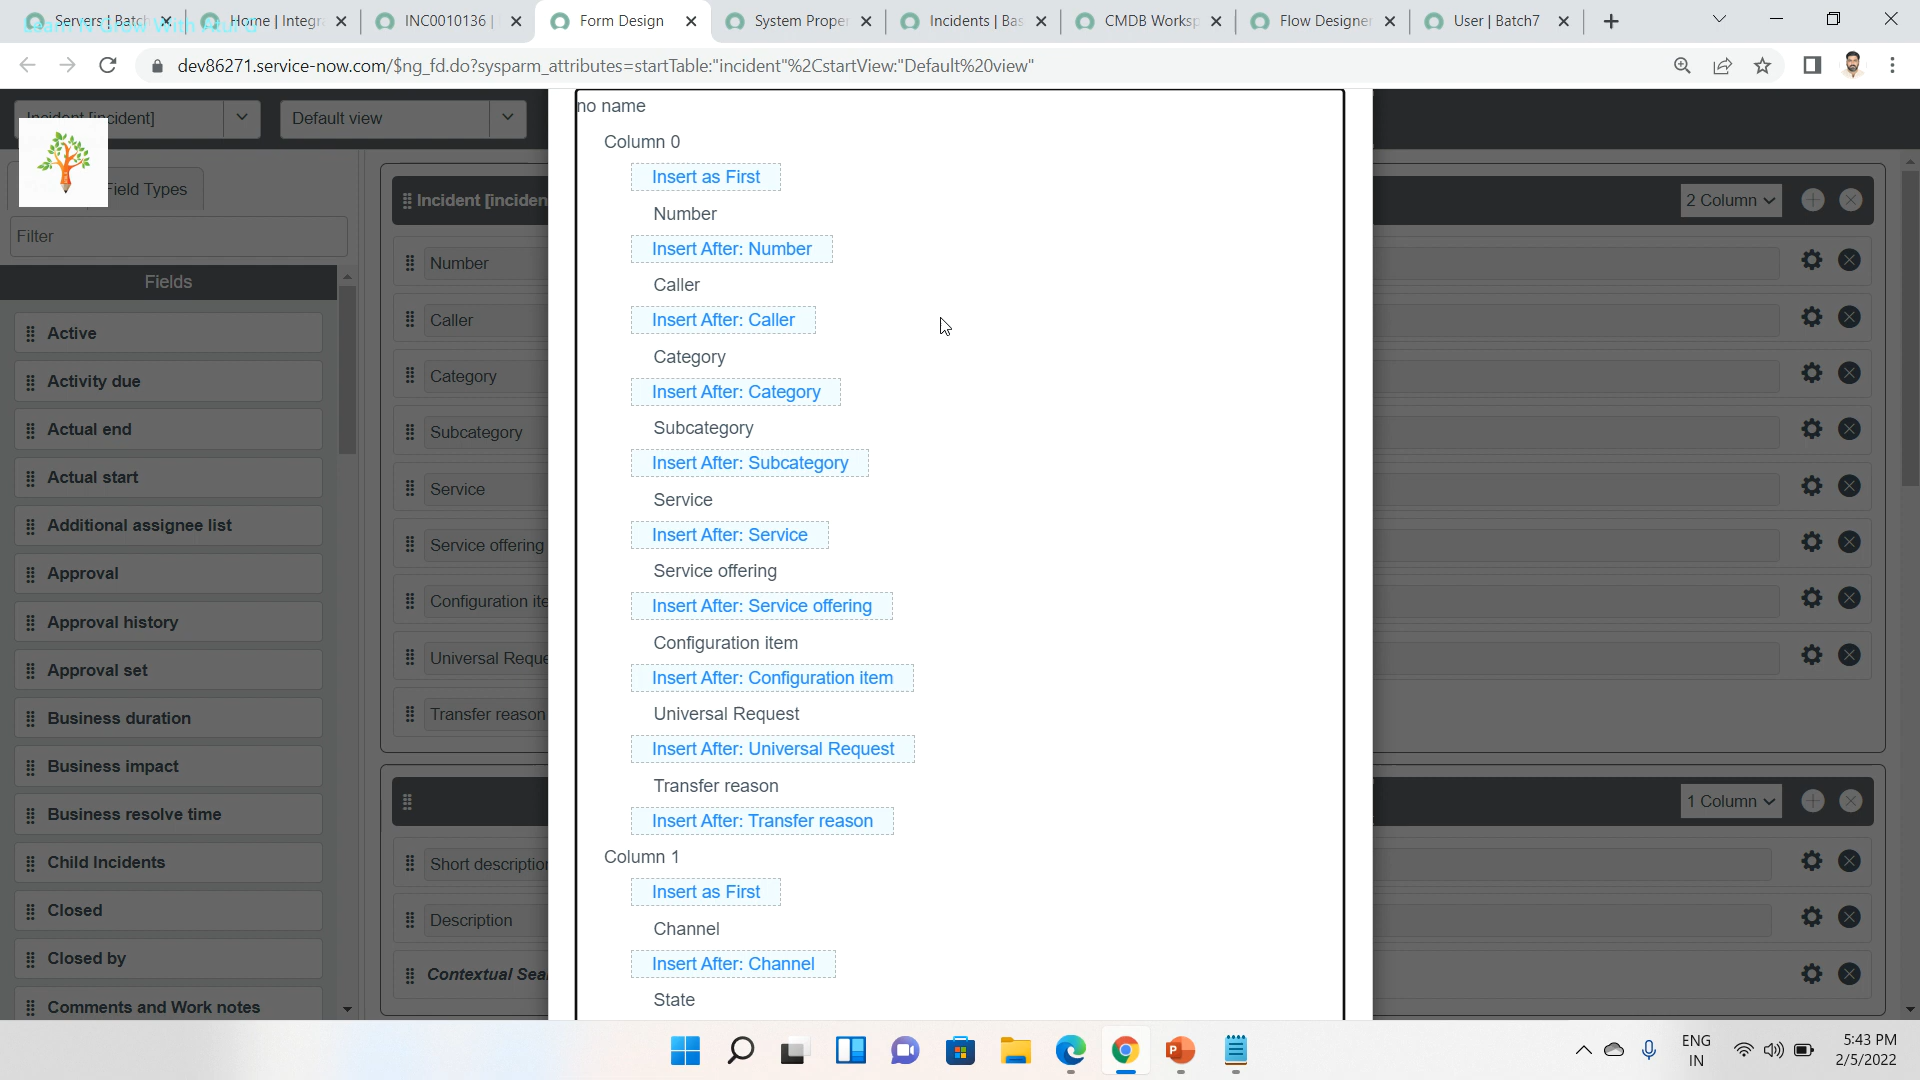 Servers | Batch
Home | Integra
INC0010136 |
Form Design
System Proper
Incidents | Bas
CMDB Worksp
Flow Designer
User | Batch7
Learn N Grow With Atul G
dev86271.service-now.com/$ng_fd.do?sysparm_attributes=startTable:"incident"%2CstartView:"Default%20view"
Incident [incident]
Default view
Field Types
Filter
Fields
Active
Activity due
Actual end
Actual start
Additional assignee list
Approval
Approval history
Approval set
Business duration
Business impact
Business resolve time
Child Incidents
Closed
Closed by
Comments and Work notes
Incident [inciden
2 Column
Number
Caller
Category
Subcategory
Service
Service offering
Configuration ite
Universal Reque
Transfer reason
1 Column
Short description
Description
Contextual Sea
no name
Column 0
Insert as First
Number
Insert After: Number
Caller
Insert After: Caller
Category
Insert After: Category
Subcategory
Insert After: Subcategory
Service
Insert After: Service
Service offering
Insert After: Service offering
Configuration item
Insert After: Configuration item
Universal Request
Insert After: Universal Request
Transfer reason
Insert After: Transfer reason
Column 1
Insert as First
Channel
Insert After: Channel
State
ENG
IN
5:43 PM
2/5/2022